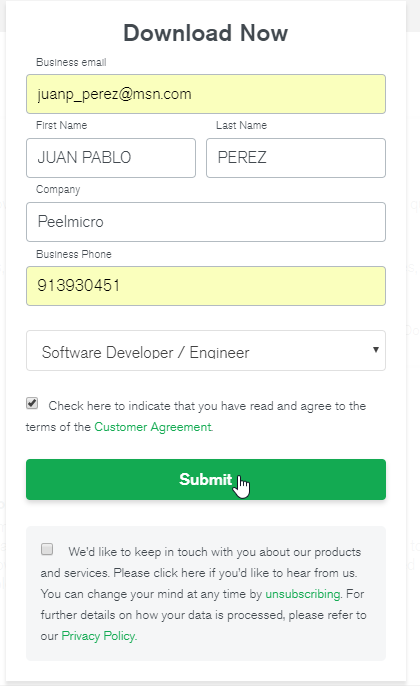 Download Now
Business email
juanp_perez@msn.com
First Name Last Name
JUAN PABLO PEREZ
Company
Peelmicro
Business Phone
913930451
Software Developer / Engineer
Check here to indicate that you have read and agree to the
terms of the Customer Agreement.
Submit
We'd like to keep in touch with you about our products
and services. Please click here if you'd like to hear from us.
You can change your mind at any time by unsubscribing. For
further details on how your data is processed, please refer to
our Privacy Policy.